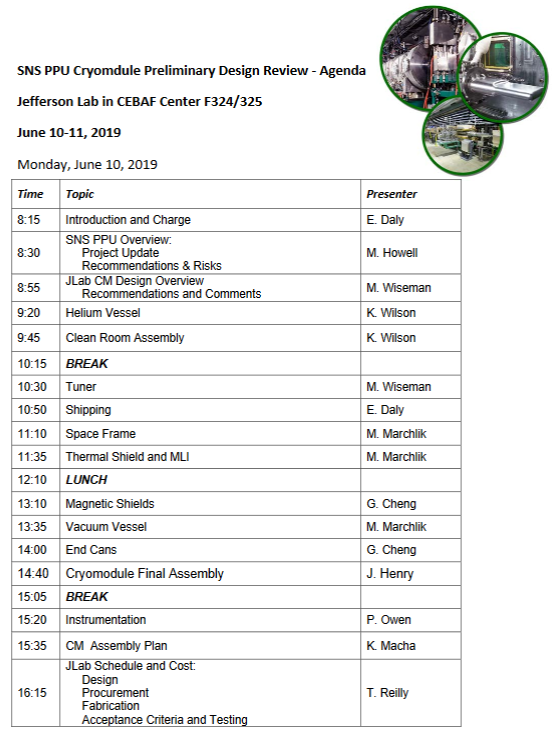 SNS PPU Cryomdule Preliminary Design Review - Agenda
Jefferson Lab in CEBAF Center F324/325
June 10-11, 2019
Monday, June 10, 2019
Time Topic Presenter
8:15 Introduction and Charge E. Daly
SNS PPU Overview:
8:30 Project Update M. Howell
Recommendations & Risks
JLab CM Design Overview
8:55 Recommendations and Comments M. Wiseman
9:20 Helium Vessel K. Wilson
9:45 Clean Room Assembly K. Wilson
10:15 BREAK
10:30 Tuner M. Wiseman
10:50 Shipping E. Daly
11:10 Space Frame M. Marchlik
11:35 Thermal Shield and MLI M. Marchlik
12:10 LUNCH
13:10 Magnetic Shields G. Cheng
13:35 Vacuum Vessel M. Marchlik
14:00 End Cans G. Cheng
14:40 Cryomodule Final Assembly J. Henry
15:05 BREAK
15:20 Instrumentation P. Owen
15:35 CM Assembly Plan K. Macha
JLab Schedule and Cost:
Design
16:15 Procurement T. Reilly
Fabrication
Acceptance Criteria and Testing